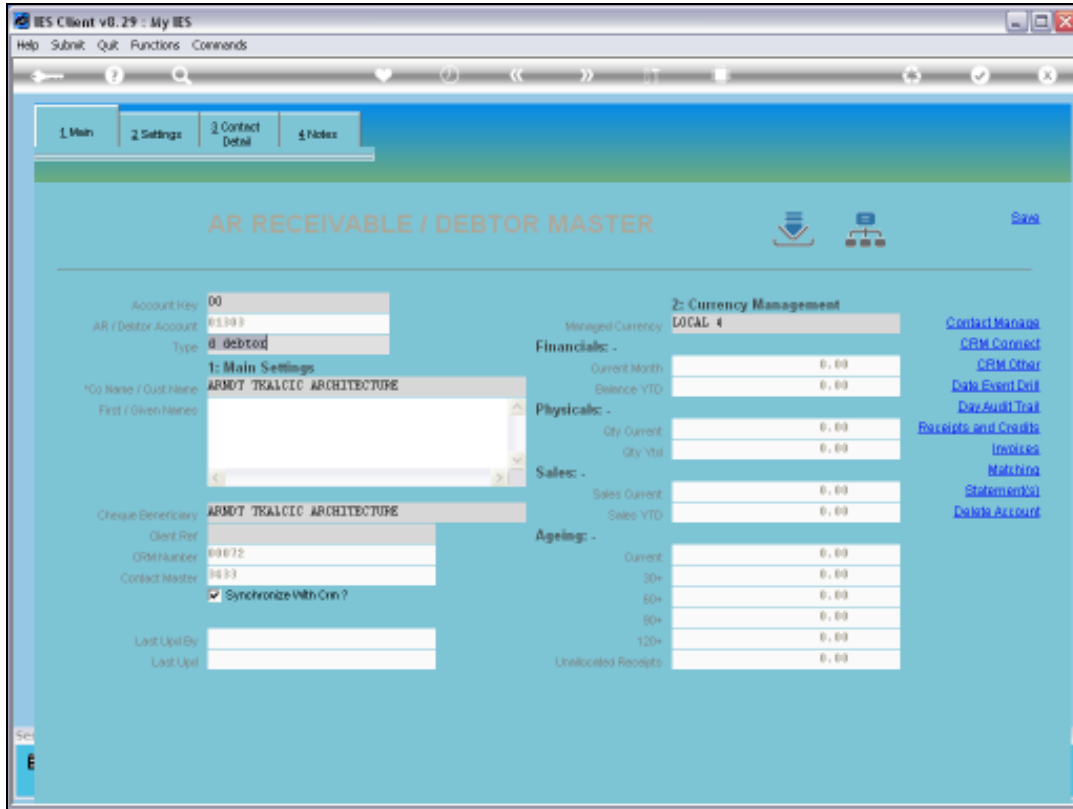 IES Client v8.29 : My IES
Help Submit Quit Functions Commands
1 Main
2 Settings
3 Contact Detail
4 Notes
AR RECEIVABLE / DEBTOR MASTER
Save
Account Key 00
AR / Debtor Account 01303
Type d debtor
1: Main Settings
*Co Name / Cust Name ARNDT TKALCIC ARCHITECTURE
First / Given Names
Cheque Beneficiary ARNDT TKALCIC ARCHITECTURE
Client Ref
CRM Number 00072
Contact Master 3433
Synchronize With Crm ?
Last Upd By
Last Upd
2: Currency Management
Managed Currency LOCAL 4
Financials: -
Current Month 0.00
Balance YTD 0.00
Physicals: -
Qty Current 0.00
Qty Ytd 0.00
Sales: -
Sales Current 0.00
Sales YTD 0.00
Ageing: -
Current 0.00
30+ 0.00
60+ 0.00
90+ 0.00
120+ 0.00
Unallocated Receipts 0.00
Contact Manage
CRM Connect
CRM Other
Date Event Drill
Day Audit Trail
Receipts and Credits
Invoices
Matching
Statement(s)
Delete Account